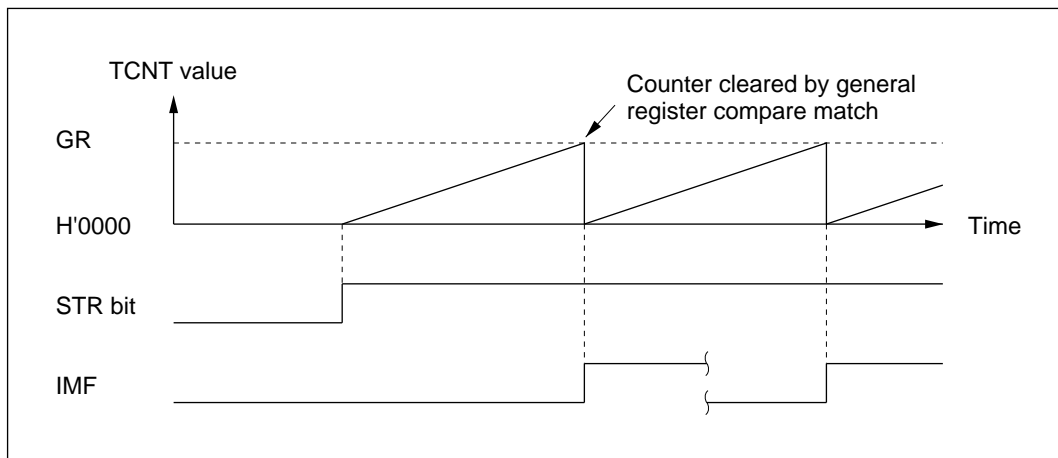 TCNT value
Counter cleared by general
register compare match
GR
H'0000
Time
STR bit
IMF